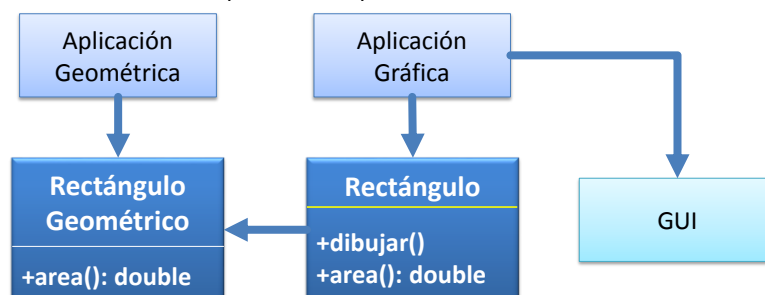 Aplicación
Geométrica
Aplicación
Gráfica
Rectángulo
Geométrico
+area(): double
Rectángulo
+dibujar()
+area(): double
GUI